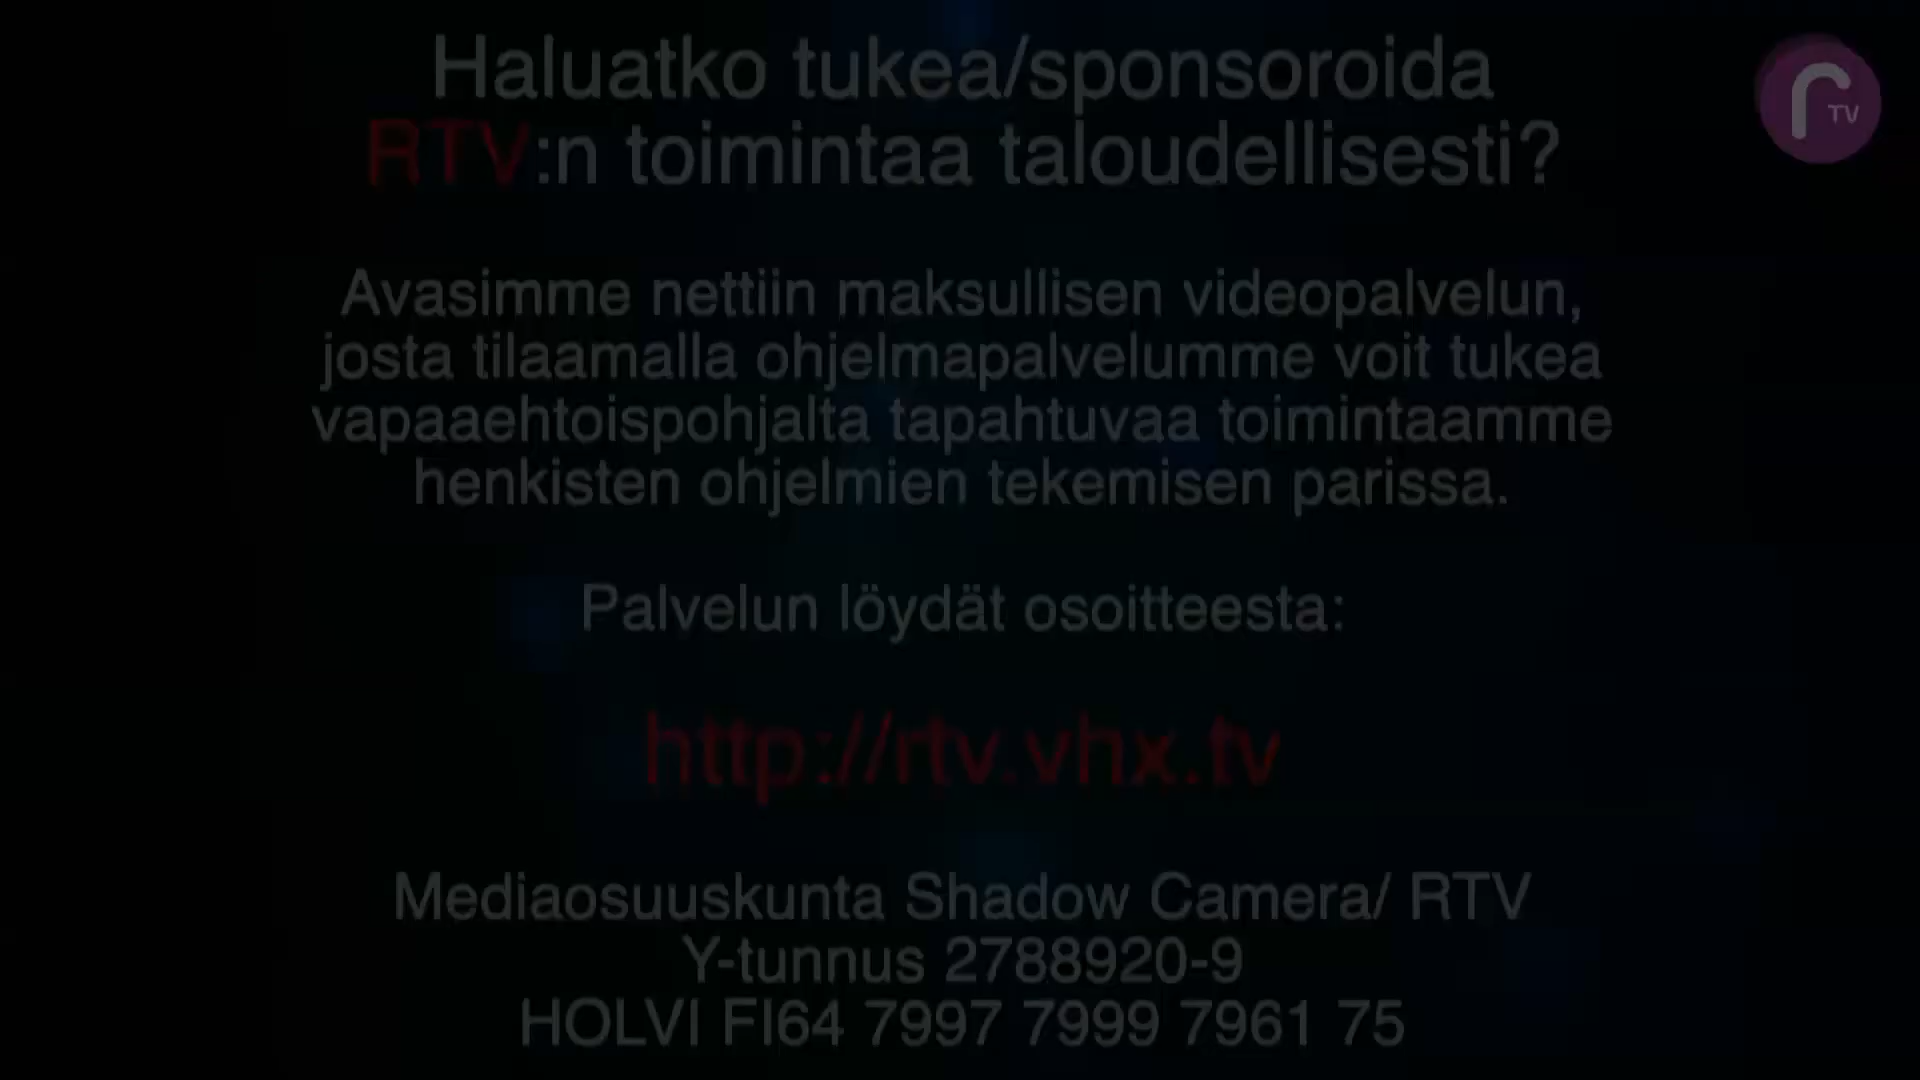 Haluatko tukea/sponsoroida
RTV:n toimintaa taloudellisesti?
Avasimme nettiin maksullisen videopalvelun,
josta tilaamalla ohjelmapalvelumme voit tukea
vapaaehtoispohjalta tapahtuvaa toimintaamme
henkisten ohjelmien tekemisen parissa.
Palvelun löydät osoitteesta:
http://rtv.vhx.tv
Mediaosuuskunta Shadow Camera/ RTV
Y-tunnus 2788920-9
HOLVI FI64 7997 7999 7961 75
r TV